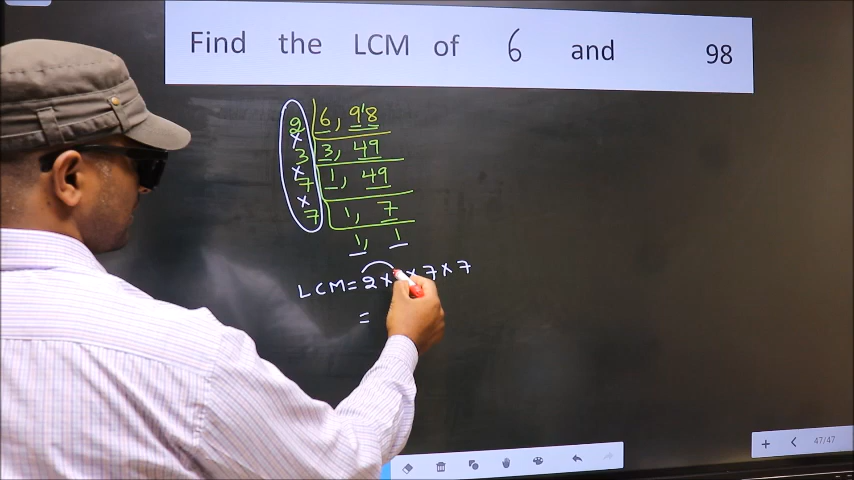 Find the LCM of 6 and 98
2 6, 98
3 3, 49
7 1, 49
7 1, 7
1, 1
LCM = 2 × × 7 × 7
=
47/47